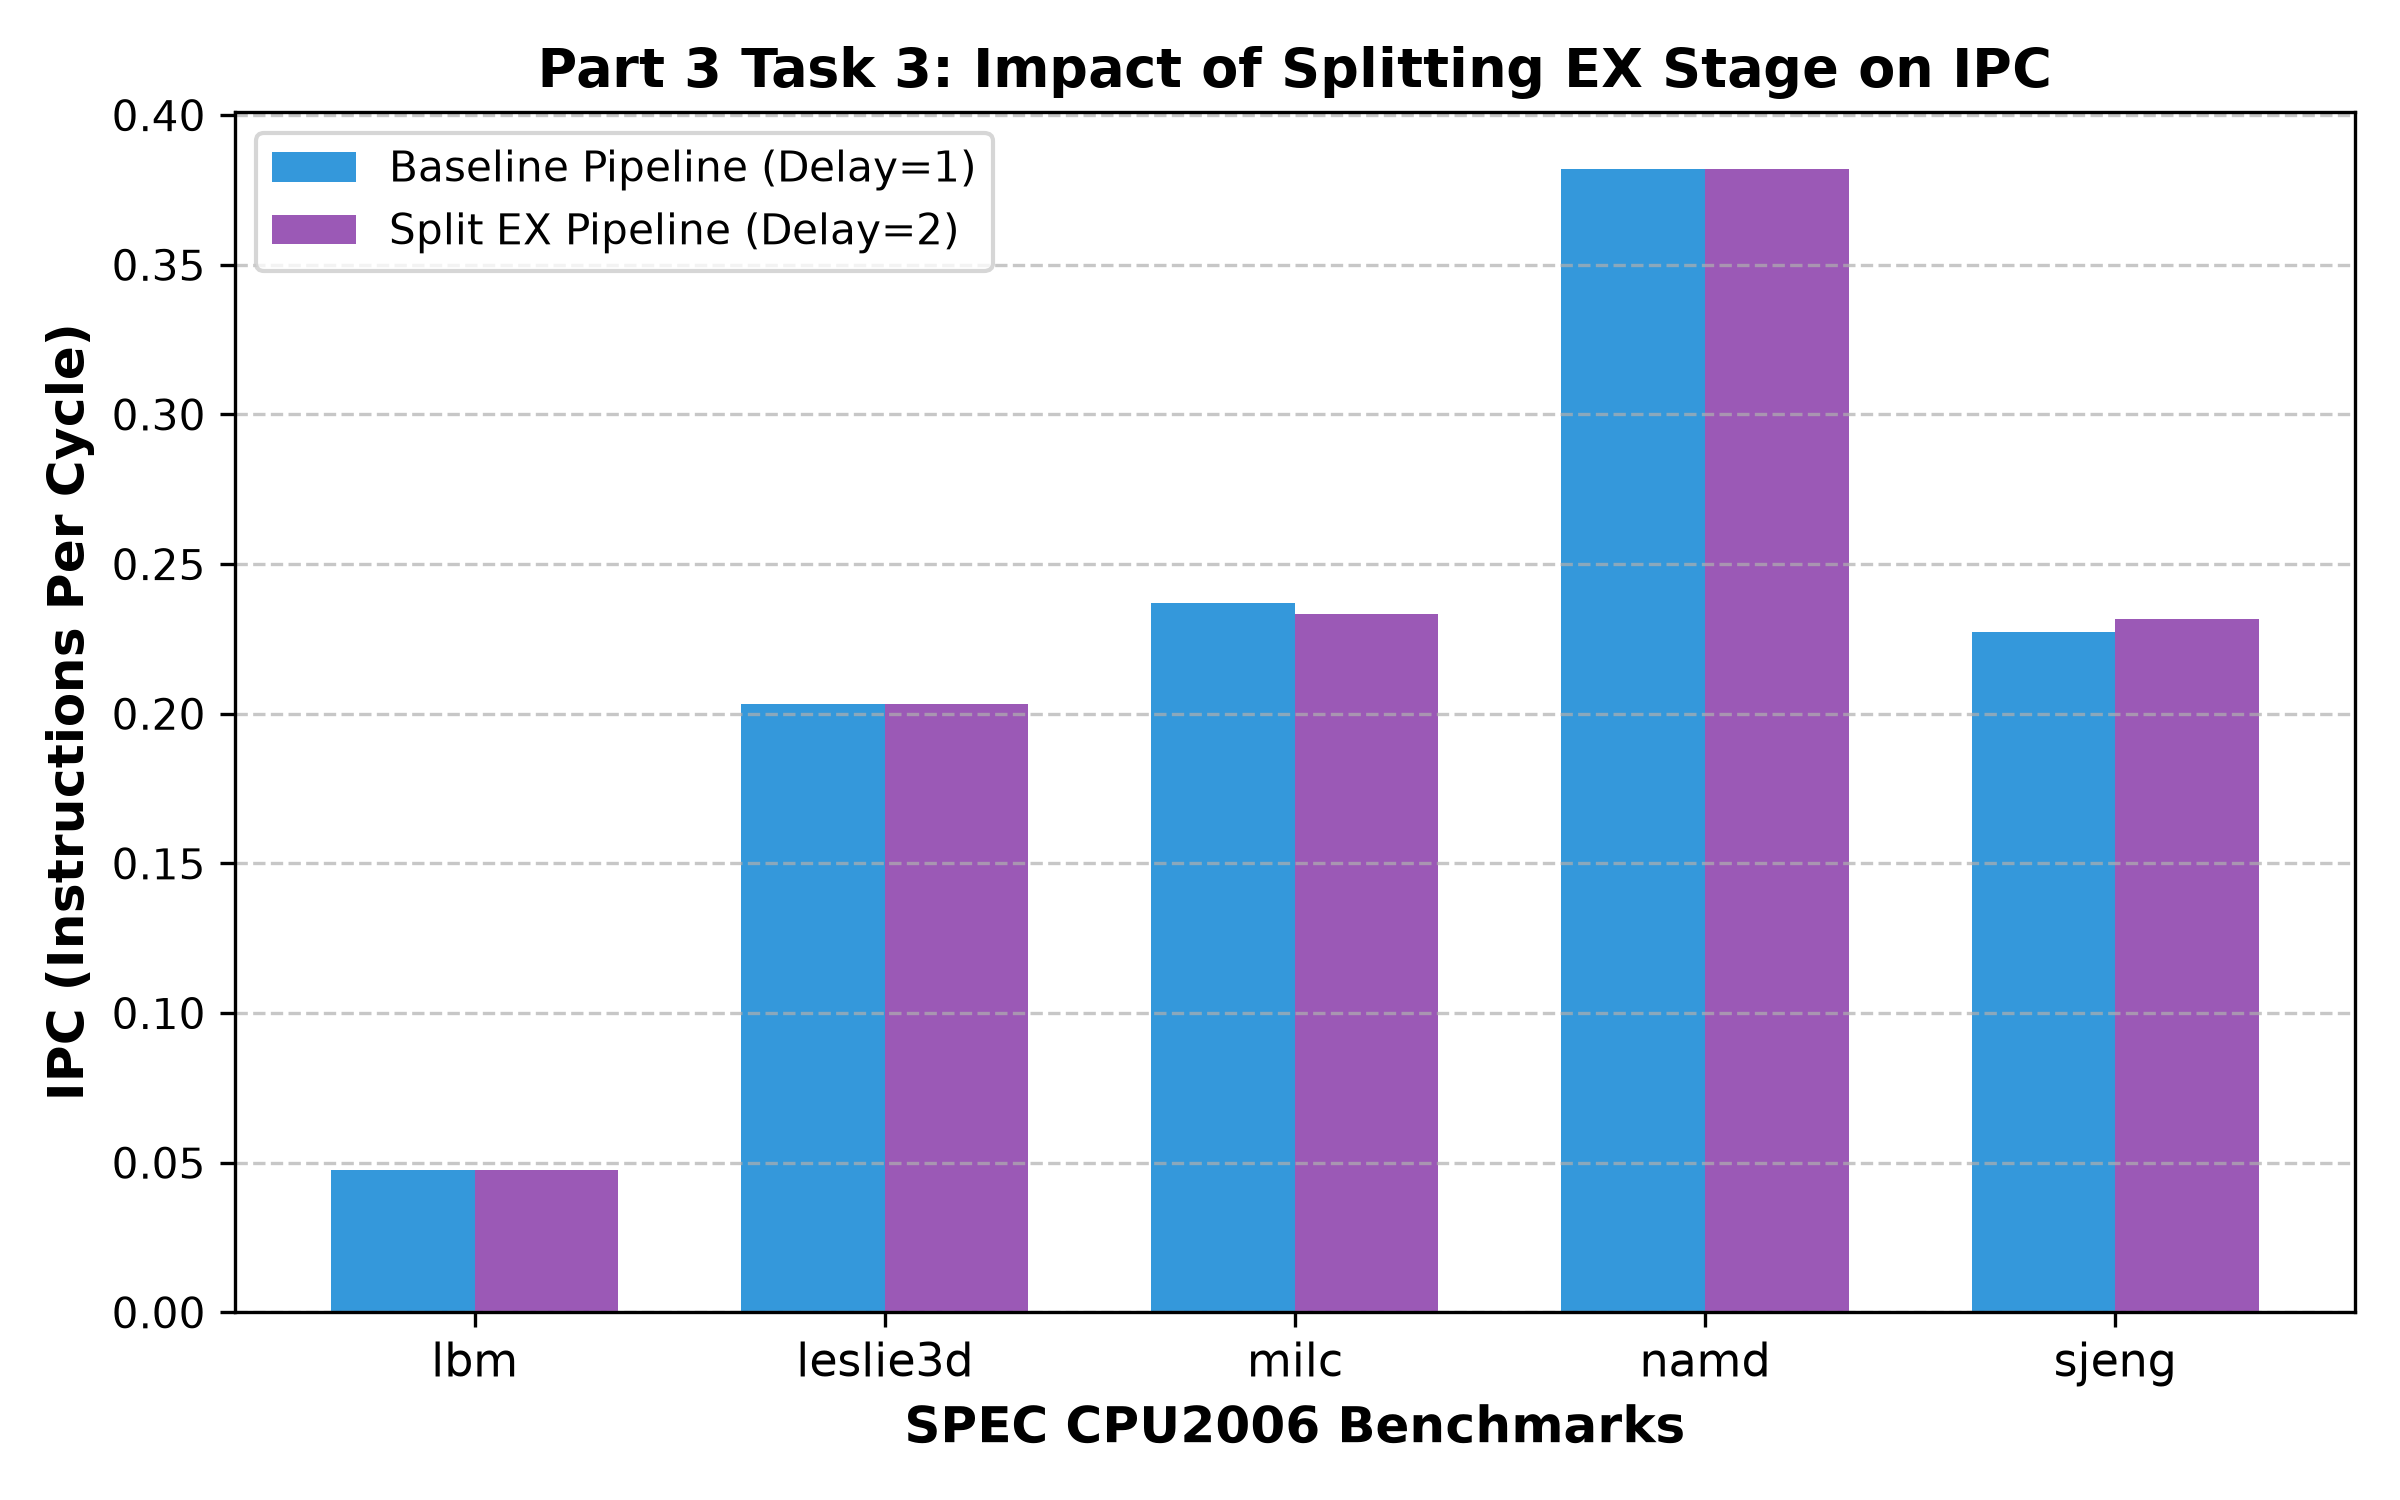 Part 3 Task 3: Impact of Splitting EX Stage on IPC
Baseline Pipeline (Delay=1)
Split EX Pipeline (Delay=2)
IPC (Instructions Per Cycle)
0.40
0.35
0.30
0.25
0.20
0.15
0.10
0.05
0.00
lbm leslie3d milc namd sjeng
SPEC CPU2006 Benchmarks